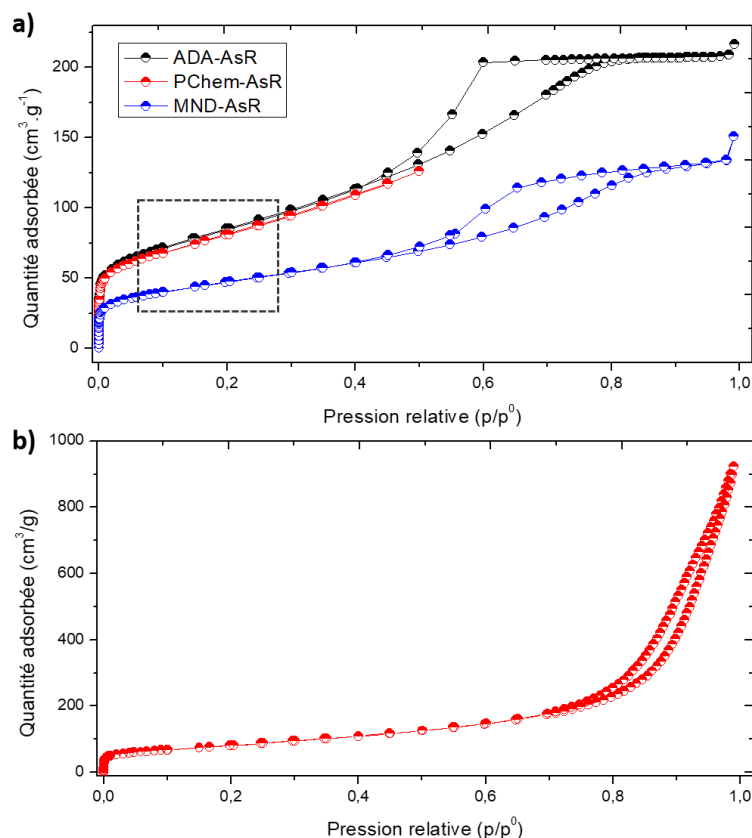 a)
ADA-AsR
PChem-AsR
MND-AsR
Quantité adsorbée (cm³.g⁻¹)
200
150
100
50
0
0,0 0,2 0,4 0,6 0,8 1,0
Pression relative (p/p⁰)
b)
Quantité adsorbée (cm³/g)
1000
800
600
400
200
0
0,0 0,2 0,4 0,6 0,8 1,0
Pression relative (p/p⁰)